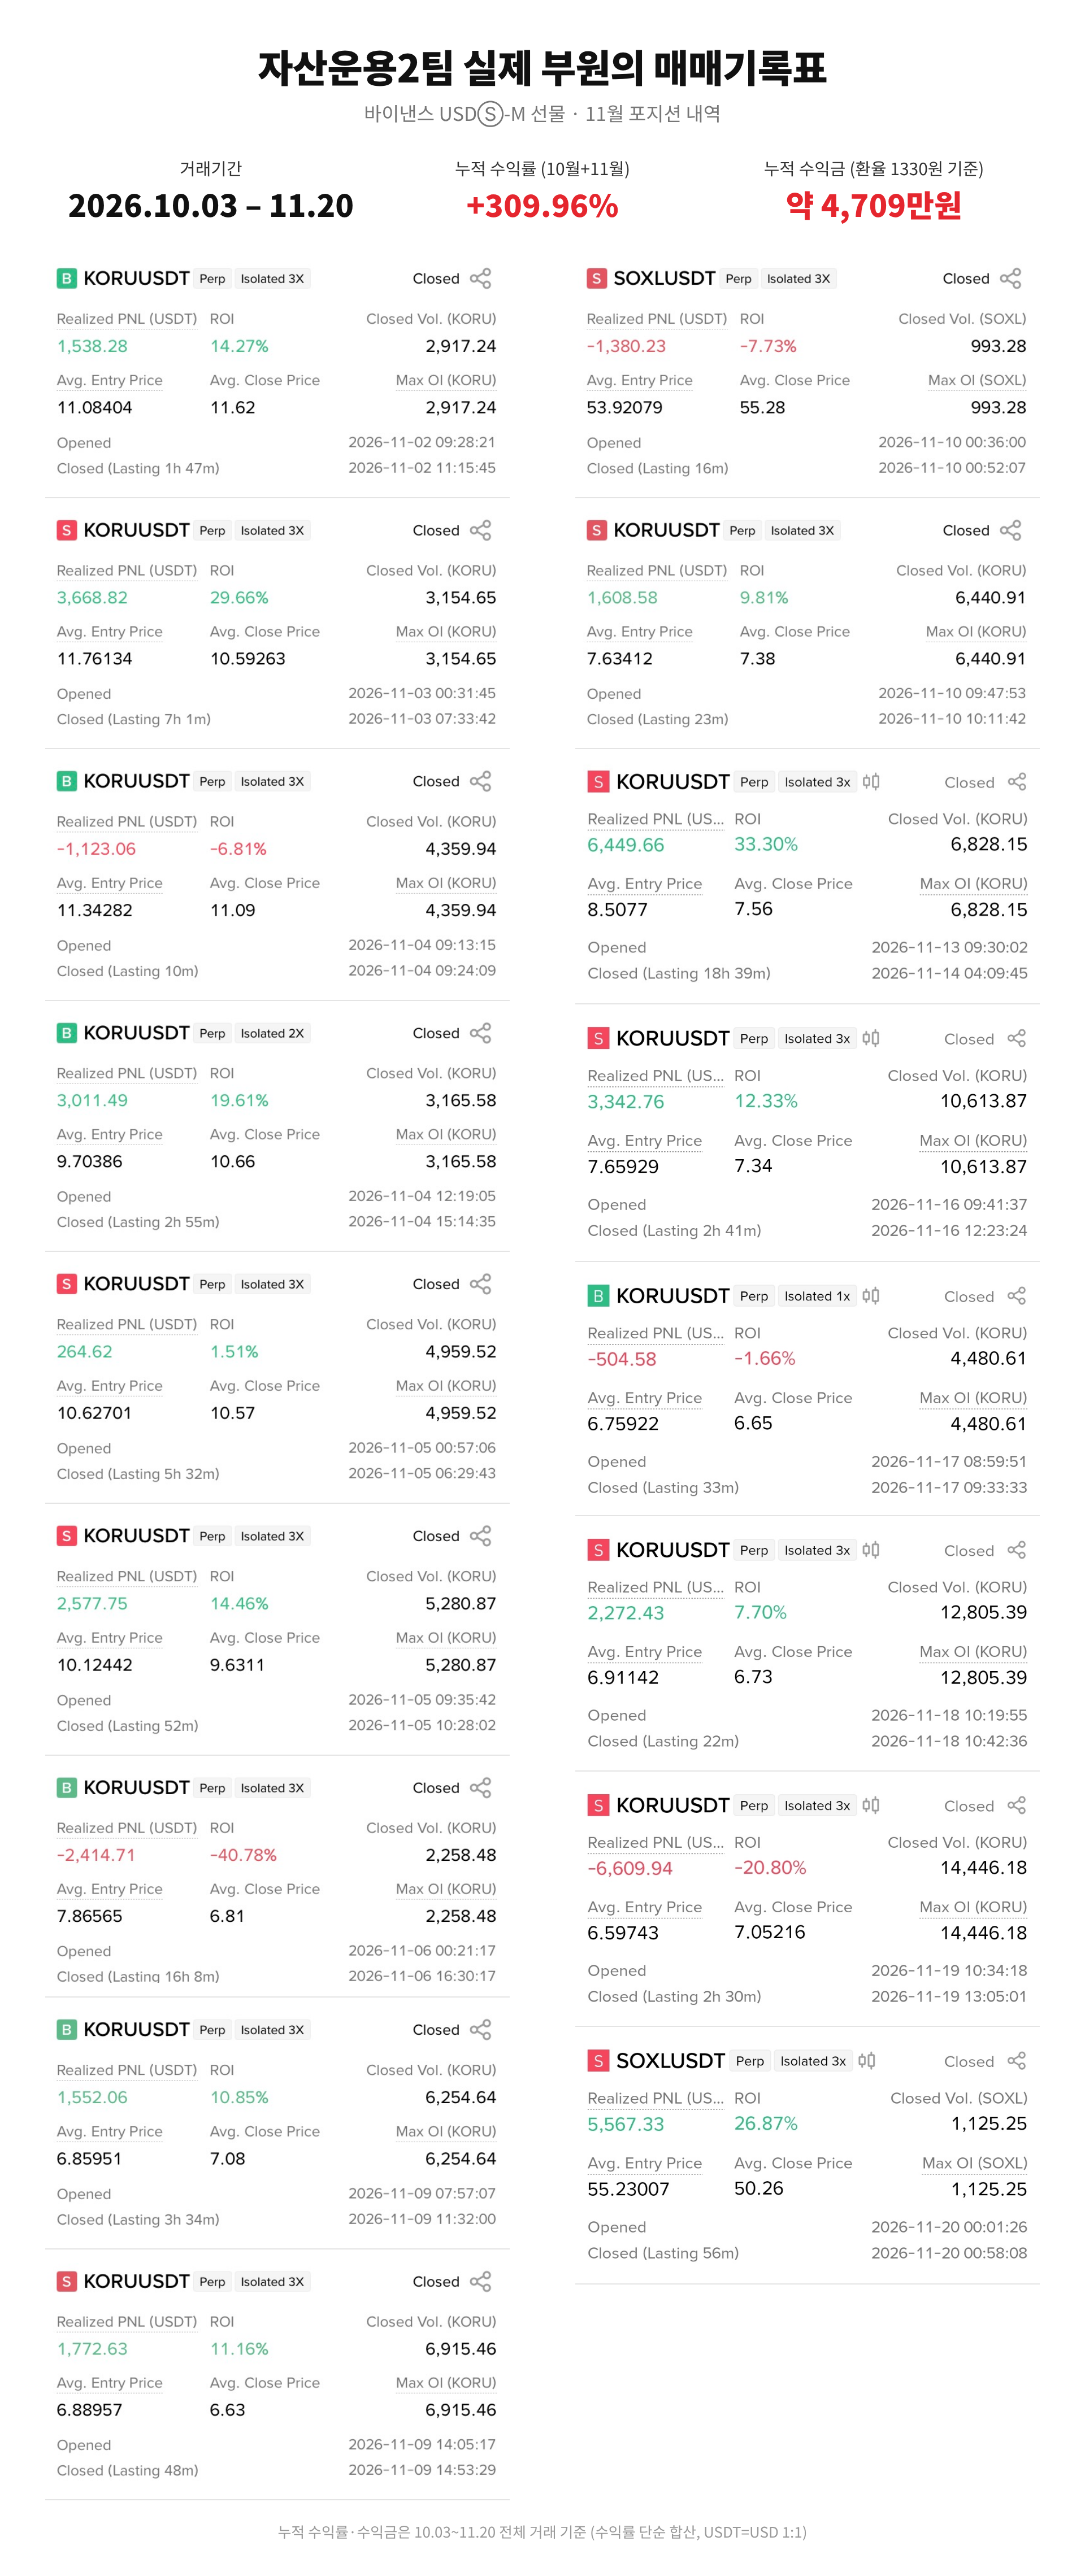 자산운용2팀 실제 부원의 매매기록표
바이낸스 USDⓈ-M 선물 · 11월 포지션 내역
거래기간
2026.10.03 – 11.20
누적 수익률 (10월+11월)
+309.96%
누적 수익금 (환율 1330원 기준)
약 4,709만원
B KORUUSDT Perp Isolated 3X Closed
Realized PNL (USDT) ROI Closed Vol. (KORU)
1,538.28 14.27% 2,917.24
Avg. Entry Price Avg. Close Price Max OI (KORU)
11.08404 11.62 2,917.24
Opened 2026-11-02 09:28:21
Closed (Lasting 1h 47m) 2026-11-02 11:15:45
S KORUUSDT Perp Isolated 3X Closed
Realized PNL (USDT) ROI Closed Vol. (KORU)
3,668.82 29.66% 3,154.65
Avg. Entry Price Avg. Close Price Max OI (KORU)
11.76134 10.59263 3,154.65
Opened 2026-11-03 00:31:45
Closed (Lasting 7h 1m) 2026-11-03 07:33:42
B KORUUSDT Perp Isolated 3X Closed
Realized PNL (USDT) ROI Closed Vol. (KORU)
-1,123.06 -6.81% 4,359.94
Avg. Entry Price Avg. Close Price Max OI (KORU)
11.34282 11.09 4,359.94
Opened 2026-11-04 09:13:15
Closed (Lasting 10m) 2026-11-04 09:24:09
B KORUUSDT Perp Isolated 2X Closed
Realized PNL (USDT) ROI Closed Vol. (KORU)
3,011.49 19.61% 3,165.58
Avg. Entry Price Avg. Close Price Max OI (KORU)
9.70386 10.66 3,165.58
Opened 2026-11-04 12:19:05
Closed (Lasting 2h 55m) 2026-11-04 15:14:35
S KORUUSDT Perp Isolated 3X Closed
Realized PNL (USDT) ROI Closed Vol. (KORU)
264.62 1.51% 4,959.52
Avg. Entry Price Avg. Close Price Max OI (KORU)
10.62701 10.57 4,959.52
Opened 2026-11-05 00:57:06
Closed (Lasting 5h 32m) 2026-11-05 06:29:43
S KORUUSDT Perp Isolated 3X Closed
Realized PNL (USDT) ROI Closed Vol. (KORU)
2,577.75 14.46% 5,280.87
Avg. Entry Price Avg. Close Price Max OI (KORU)
10.12442 9.6311 5,280.87
Opened 2026-11-05 09:35:42
Closed (Lasting 52m) 2026-11-05 10:28:02
B KORUUSDT Perp Isolated 3X Closed
Realized PNL (USDT) ROI Closed Vol. (KORU)
-2,414.71 -40.78% 2,258.48
Avg. Entry Price Avg. Close Price Max OI (KORU)
7.86565 6.81 2,258.48
Opened 2026-11-06 00:21:17
Closed (Lasting 16h 8m) 2026-11-06 16:30:17
B KORUUSDT Perp Isolated 3X Closed
Realized PNL (USDT) ROI Closed Vol. (KORU)
1,552.06 10.85% 6,254.64
Avg. Entry Price Avg. Close Price Max OI (KORU)
6.85951 7.08 6,254.64
Opened 2026-11-09 07:57:07
Closed (Lasting 3h 34m) 2026-11-09 11:32:00
S KORUUSDT Perp Isolated 3X Closed
Realized PNL (USDT) ROI Closed Vol. (KORU)
1,772.63 11.16% 6,915.46
Avg. Entry Price Avg. Close Price Max OI (KORU)
6.88957 6.63 6,915.46
Opened 2026-11-09 14:05:17
Closed (Lasting 48m) 2026-11-09 14:53:29
S SOXLUSDT Perp Isolated 3X Closed
Realized PNL (USDT) ROI Closed Vol. (SOXL)
-1,380.23 -7.73% 993.28
Avg. Entry Price Avg. Close Price Max OI (SOXL)
53.92079 55.28 993.28
Opened 2026-11-10 00:36:00
Closed (Lasting 16m) 2026-11-10 00:52:07
S KORUUSDT Perp Isolated 3X Closed
Realized PNL (USDT) ROI Closed Vol. (KORU)
1,608.58 9.81% 6,440.91
Avg. Entry Price Avg. Close Price Max OI (KORU)
7.63412 7.38 6,440.91
Opened 2026-11-10 09:47:53
Closed (Lasting 23m) 2026-11-10 10:11:42
S KORUUSDT Perp Isolated 3x Closed
Realized PNL (US... ROI Closed Vol. (KORU)
6,449.66 33.30% 6,828.15
Avg. Entry Price Avg. Close Price Max OI (KORU)
8.5077 7.56 6,828.15
Opened 2026-11-13 09:30:02
Closed (Lasting 18h 39m) 2026-11-14 04:09:45
S KORUUSDT Perp Isolated 3x Closed
Realized PNL (US... ROI Closed Vol. (KORU)
3,342.76 12.33% 10,613.87
Avg. Entry Price Avg. Close Price Max OI (KORU)
7.65929 7.34 10,613.87
Opened 2026-11-16 09:41:37
Closed (Lasting 2h 41m) 2026-11-16 12:23:24
B KORUUSDT Perp Isolated 1x Closed
Realized PNL (US... ROI Closed Vol. (KORU)
-504.58 -1.66% 4,480.61
Avg. Entry Price Avg. Close Price Max OI (KORU)
6.75922 6.65 4,480.61
Opened 2026-11-17 08:59:51
Closed (Lasting 33m) 2026-11-17 09:33:33
S KORUUSDT Perp Isolated 3x Closed
Realized PNL (US... ROI Closed Vol. (KORU)
2,272.43 7.70% 12,805.39
Avg. Entry Price Avg. Close Price Max OI (KORU)
6.91142 6.73 12,805.39
Opened 2026-11-18 10:19:55
Closed (Lasting 22m) 2026-11-18 10:42:36
S KORUUSDT Perp Isolated 3x Closed
Realized PNL (US... ROI Closed Vol. (KORU)
-6,609.94 -20.80% 14,446.18
Avg. Entry Price Avg. Close Price Max OI (KORU)
6.59743 7.05216 14,446.18
Opened 2026-11-19 10:34:18
Closed (Lasting 2h 30m) 2026-11-19 13:05:01
S SOXLUSDT Perp Isolated 3x Closed
Realized PNL (US... ROI Closed Vol. (SOXL)
5,567.33 26.87% 1,125.25
Avg. Entry Price Avg. Close Price Max OI (SOXL)
55.23007 50.26 1,125.25
Opened 2026-11-20 00:01:26
Closed (Lasting 56m) 2026-11-20 00:58:08
누적 수익률·수익금은 10.03~11.20 전체 거래 기준 (수익률 단순 합산, USDT=USD 1:1)